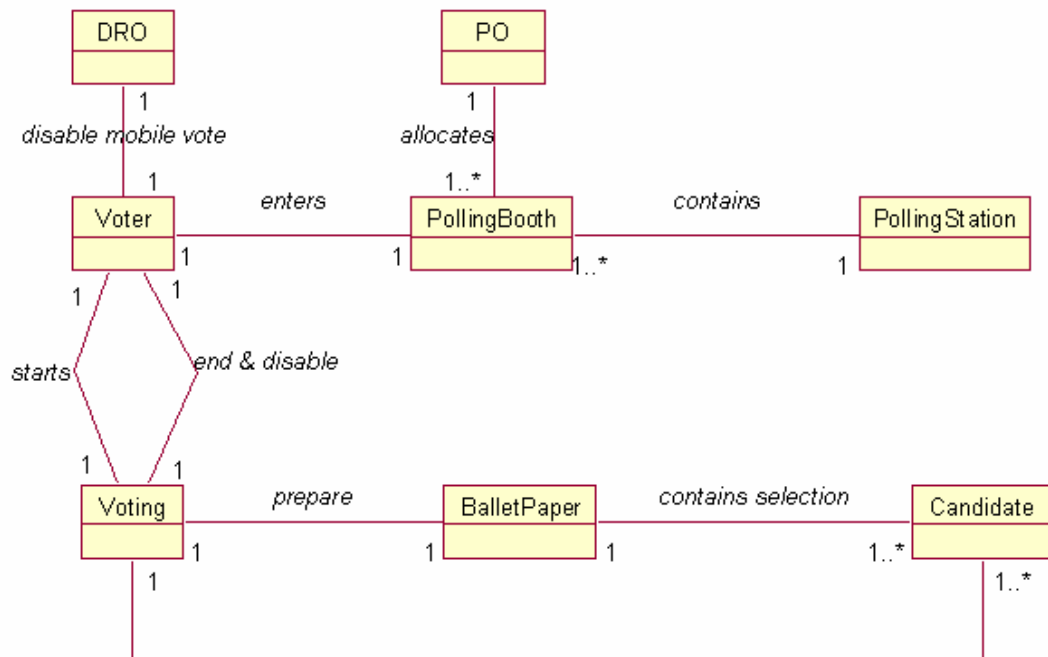 DRO
PO
1
1
disable mobile vote
allocates
1
1..*
enters
contains
Voter
PollingBooth
PollingStation
1
1
1..*
1
1
1
starts
end & disable
1
1
prepare
contains selection
Voting
BalletPaper
Candidate
1
1
1
1..*
1
1..*